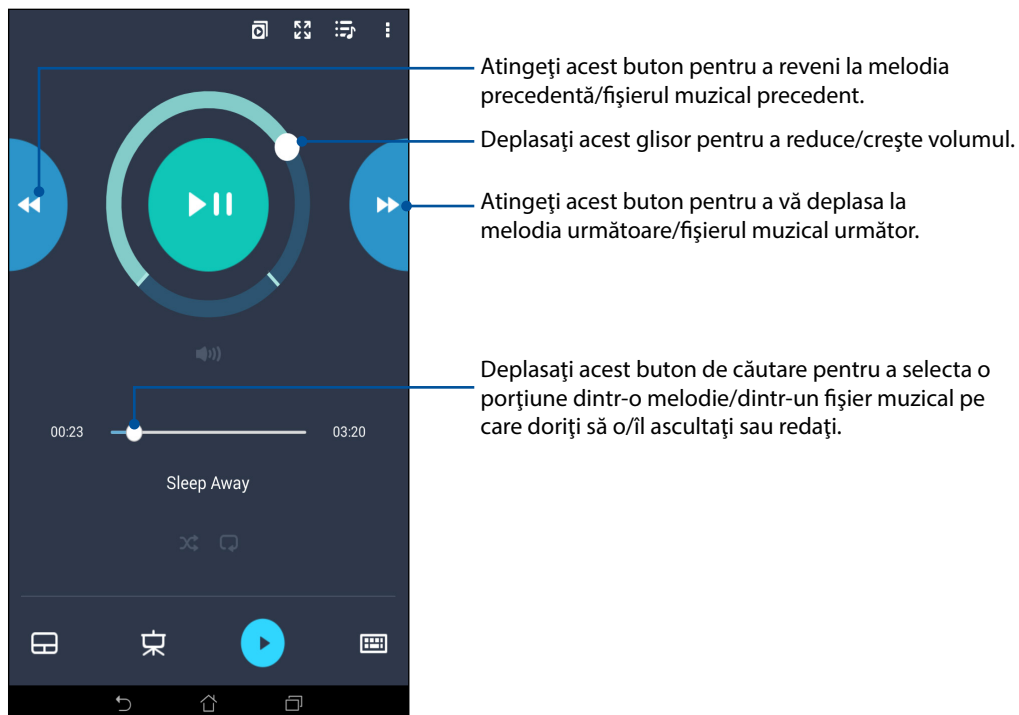 Atingeţi acest buton pentru a reveni la melodia
precedentă/fişierul muzical precedent.
Deplasaţi acest glisor pentru a reduce/creşte volumul.
Atingeţi acest buton pentru a vă deplasa la
melodia următoare/fişierul muzical următor.
Deplasaţi acest buton de căutare pentru a selecta o
porţiune dintr-o melodie/dintr-un fişier muzical pe
care doriţi să o/îl ascultaţi sau redaţi.
00:23
03:20
Sleep Away